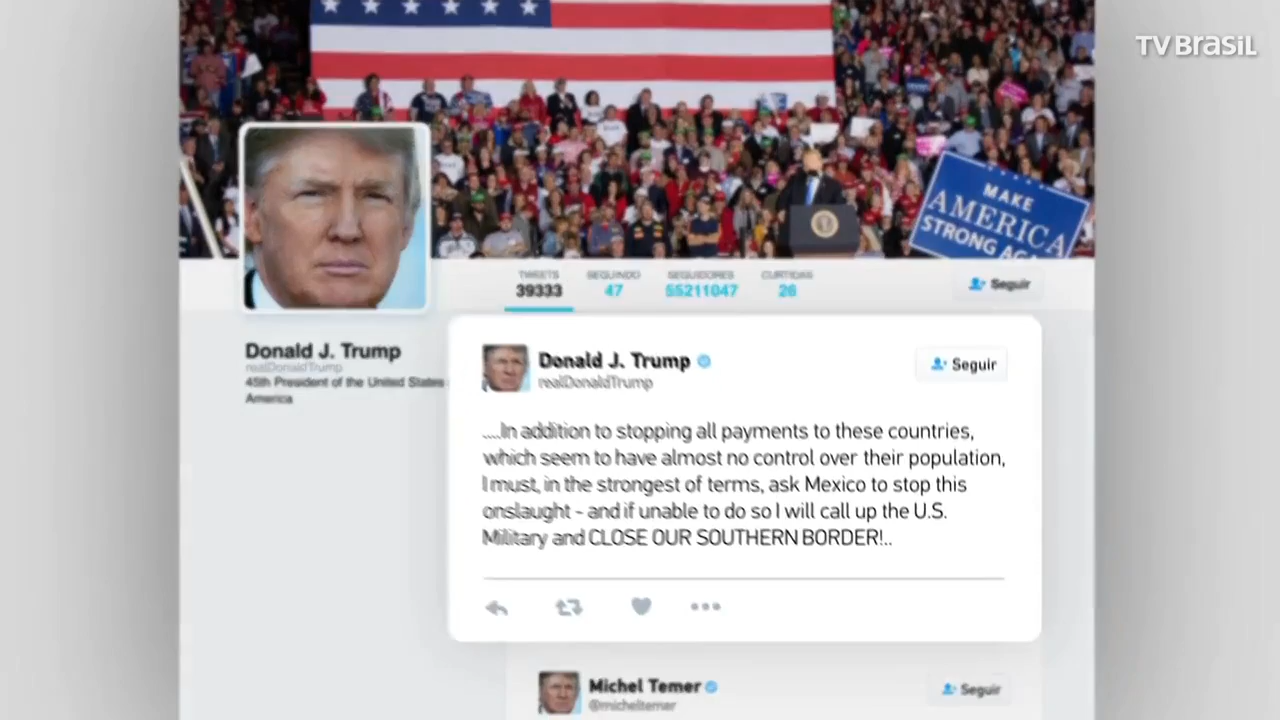 TVBrasil
MAKE
AMERICA
STRONG
TWEETS SEGUINDO SEGUIDORES CURTIDAS
39333 47 55211047 26
Seguir
Donald J. Trump
realDonaldTrump
45th President of the United States
America
Donald J. Trump
realDonaldTrump
Seguir
....In addition to stopping all payments to these countries,
which seem to have almost no control over their population,
I must, in the strongest of terms, ask Mexico to stop this
onslaught - and if unable to do so I will call up the U.S.
Military and CLOSE OUR SOUTHERN BORDER!..
Michel Temer
@micheltemer
Seguir